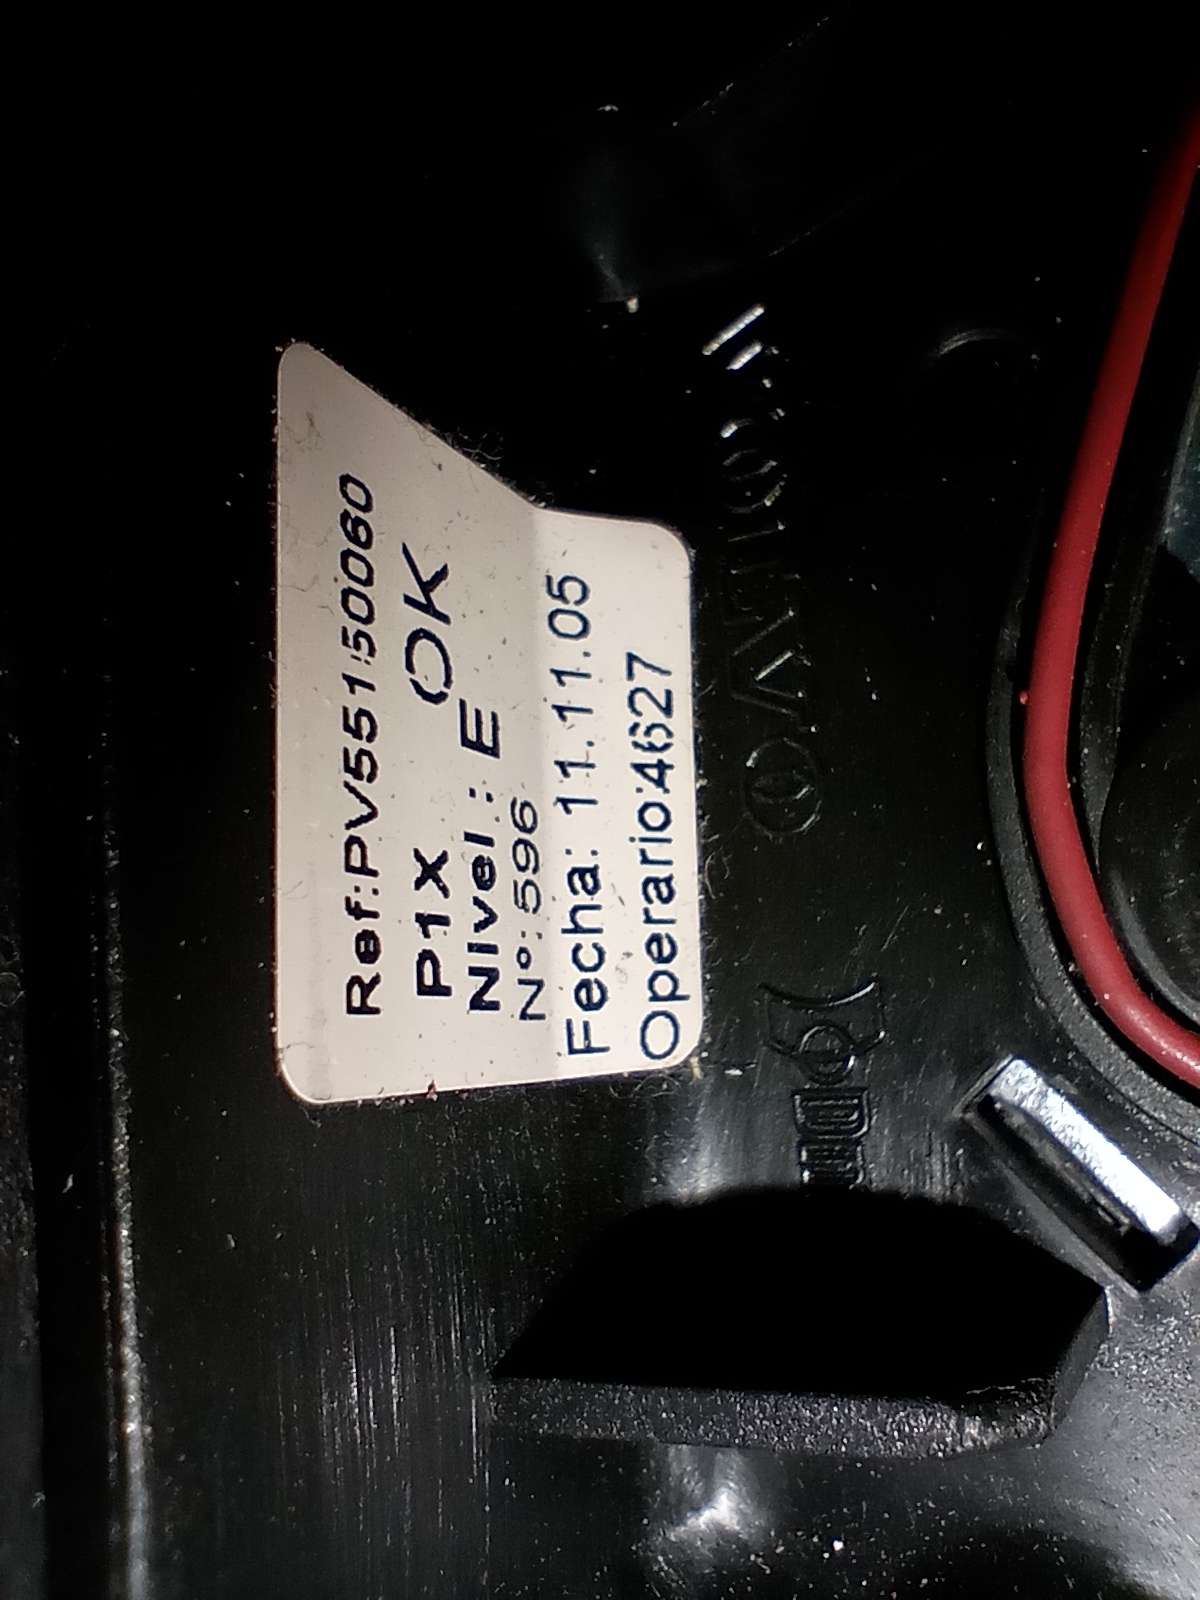 Ref:PV55150060
P1X OK
Nivel : E
Nº:596
Fecha: 11.11.05
Operario:4627